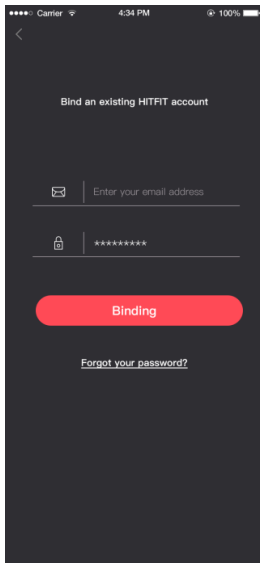 Carrier 4:34 PM 100%
Bind an existing HITFIT account
Enter your email address
*********
Binding
Forgot your password?